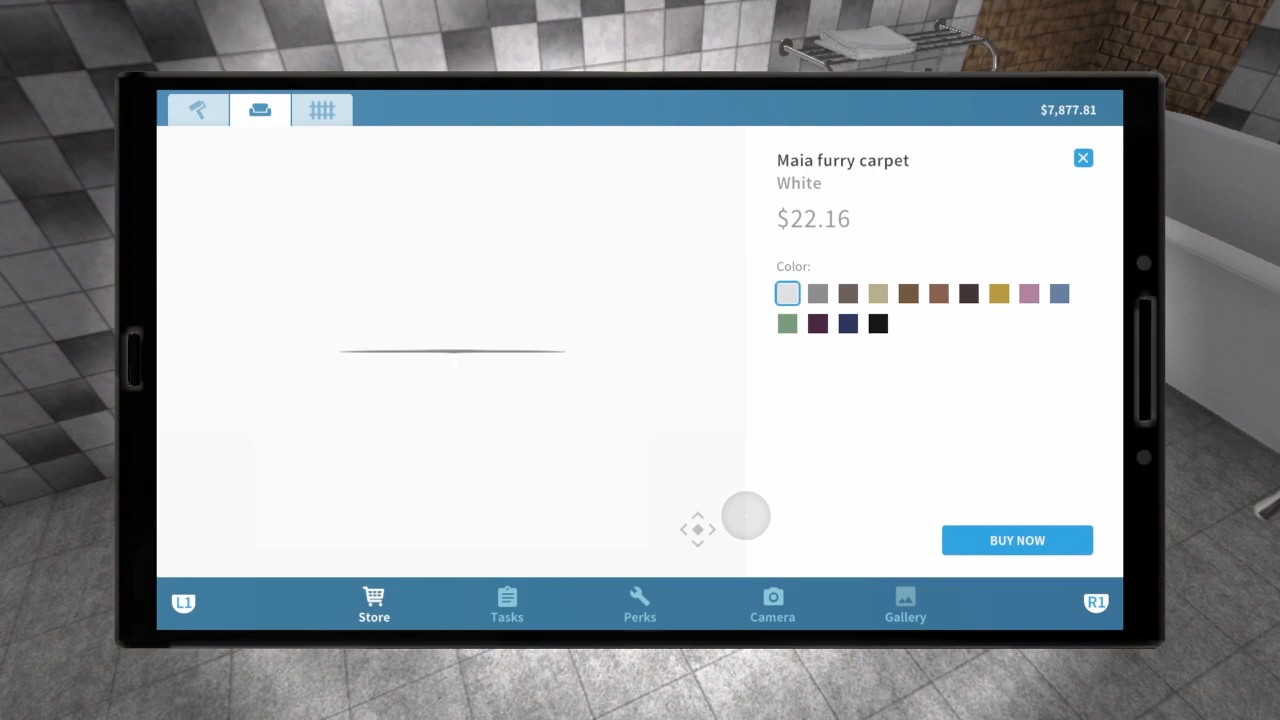 $7,877.81
Maia furry carpet
White
$22.16
Color:
BUY NOW
L1
Store
Tasks
Perks
Camera
Gallery
R1